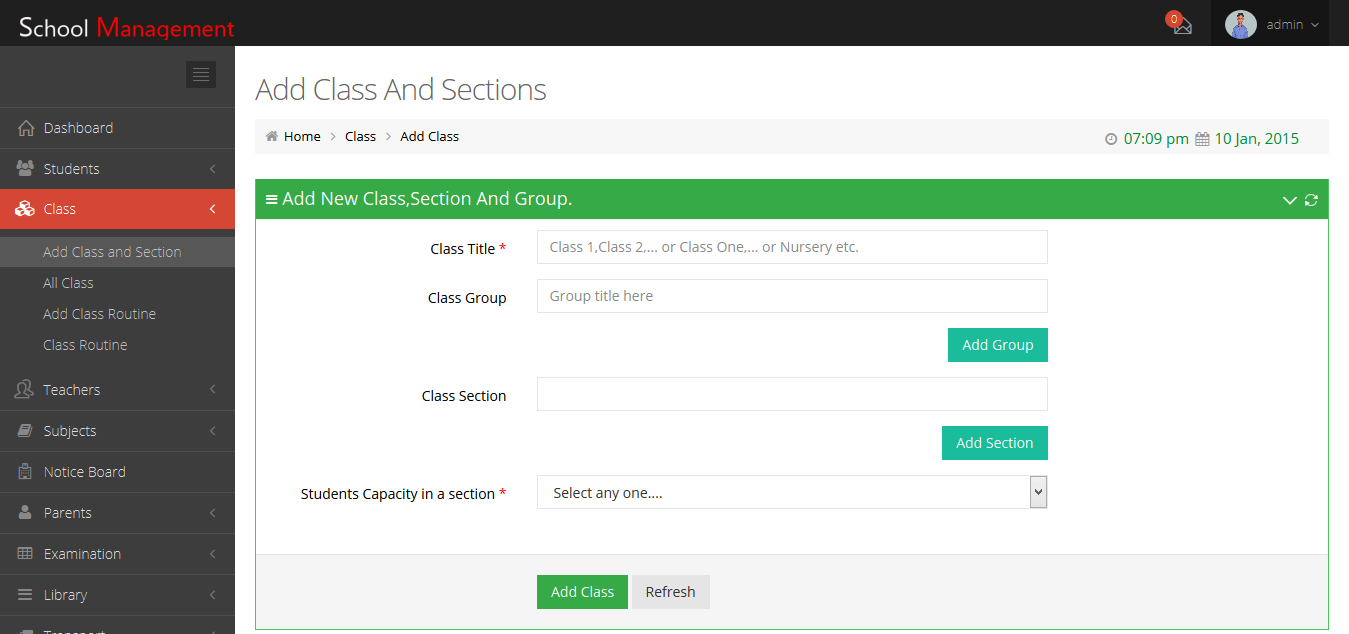 School Management
0
admin
Add Class And Sections
Home
Class
Add Class
07:09 pm
10 Jan, 2015
Dashboard
Students
Class
Add Class and Section
All Class
Add Class Routine
Class Routine
Teachers
Subjects
Notice Board
Parents
Examination
Library
Transport
Add New Class,Section And Group.
Class Title *
Class 1,Class 2,... or Class One,... or Nursery etc.
Class Group
Group title here
Add Group
Class Section
Add Section
Students Capacity in a section *
Select any one....
Add Class
Refresh